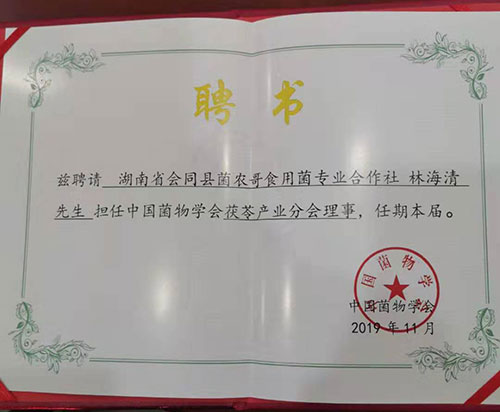 聘书
兹聘请 湖南省会同县菌农哥食用菌专业合作社 林海清
先生 担任中国菌物学会茯苓产业分会理事，任期本届。
中国菌物学会
中国菌物学会
2019 年 11 月